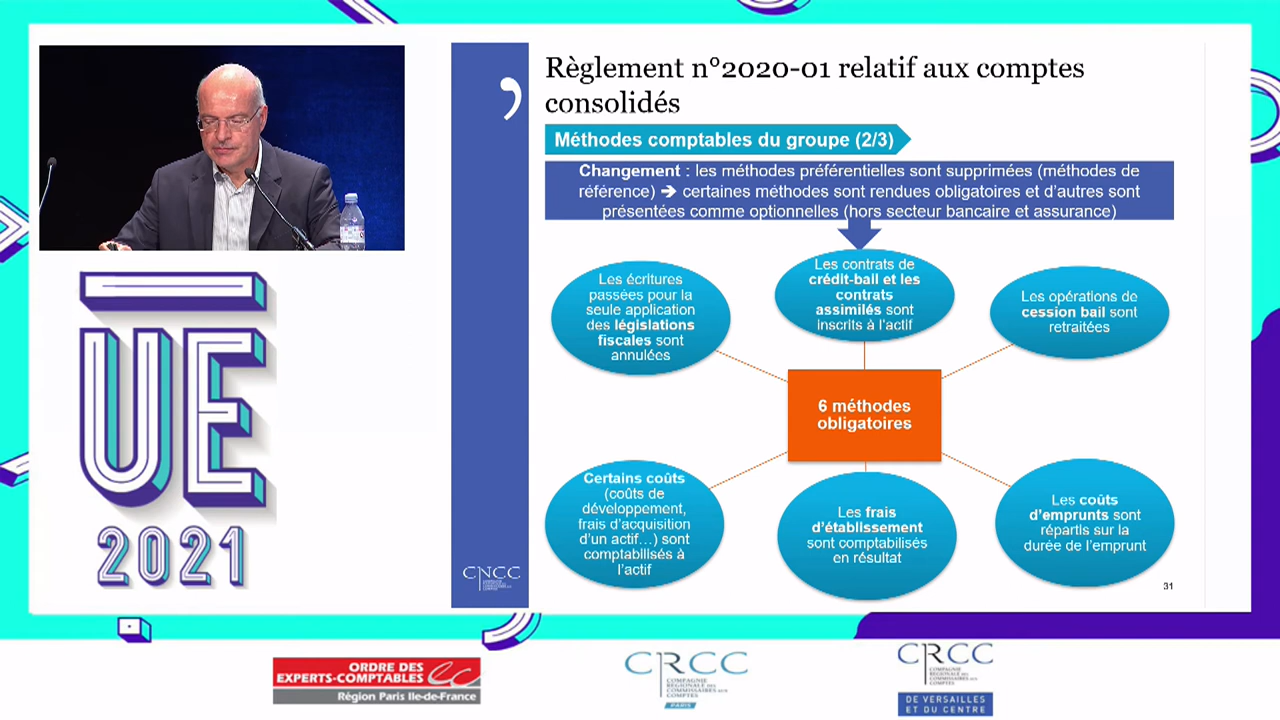 Règlement n°2020-01 relatif aux comptes
consolidés
Méthodes comptables du groupe (2/3)
Changement : les méthodes préférentielles sont supprimées (méthodes de
référence) ➔ certaines méthodes sont rendues obligatoires et d'autres sont
présentées comme optionnelles (hors secteur bancaire et assurance)
Les écritures
passées pour la
seule application
des législations
fiscales sont
annulées
Les contrats de
crédit-bail et les
contrats
assimilés sont
inscrits à l'actif
Les opérations de
cession bail sont
retraitées
6 méthodes
obligatoires
Certains coûts
(coûts de
développement,
frais d'acquisition
d'un actif…) sont
comptabilisés à
l'actif
Les frais
d'établissement
sont comptabilisés
en résultat
Les coûts
d'emprunts sont
répartis sur la
durée de l'emprunt
31
CNCC
UE
2021
ORDRE DES
EXPERTS-COMPTABLES
Région Paris Ile-de-France
CRCC
COMPAGNIE
RÉGIONALE DES
COMMISSAIRES AUX
COMPTES
PARIS
CRCC
COMPAGNIE
RÉGIONALE DES
COMMISSAIRES AUX
COMPTES
DE VERSAILLES
ET DU CENTRE